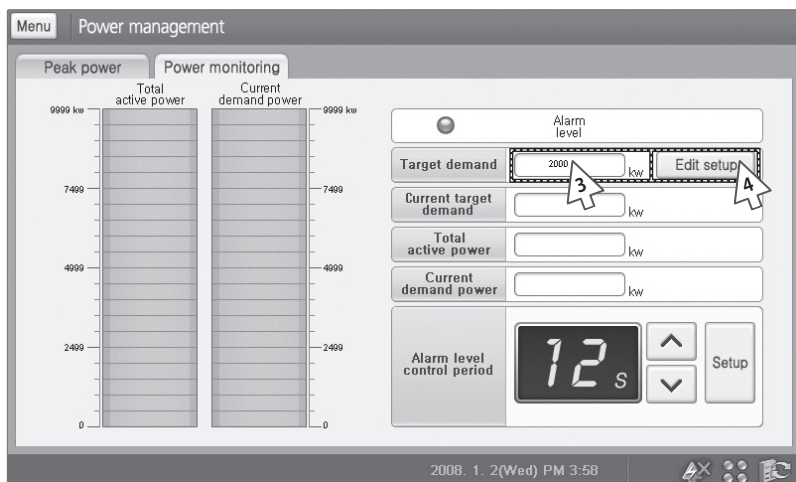 Menu Power management
Peak power Power monitoring
Total
active power
Current
demand power
9999 kw
7499
4999
2499
0
9999 kw
7499
4999
2499
0
Alarm
level
Target demand 2000 kw Edit setup
3
4
Current target
demand
kw
Total
active power
kw
Current
demand power
kw
Alarm level
control period
12 s
Setup
2008. 1. 2(Wed) PM 3:58